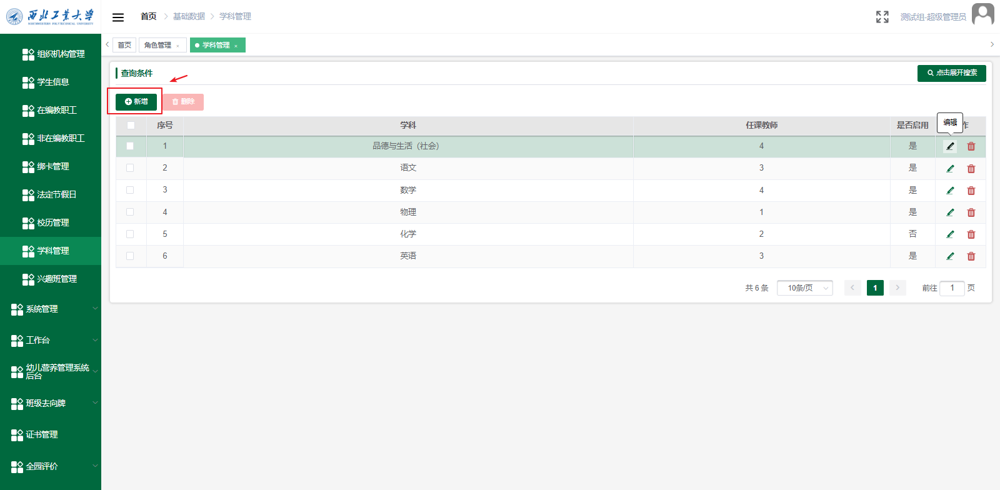 西北工业大学
NORTHWESTERN POLYTECHNICAL UNIVERSITY
首页 > 基础数据 > 学科管理
测试组-超级管理员
首页
角色管理 ×
学科管理 ×
组织机构管理
学生信息
在编教职工
非在编教职工
绑卡管理
法定节假日
校历管理
学科管理
兴趣班管理
系统管理
工作台
幼儿营养管理系统
后台
班级去向牌
证书管理
全园评价
查询条件
点击展开搜索
新增
删除
编辑
序号 学科 任课教师 是否启用 作
1 品德与生活（社会） 4 是
2 语文 3 是
3 数学 4 是
4 物理 1 是
5 化学 2 否
6 英语 3 是
共 6 条 10条/页 < 1 > 前往 1 页